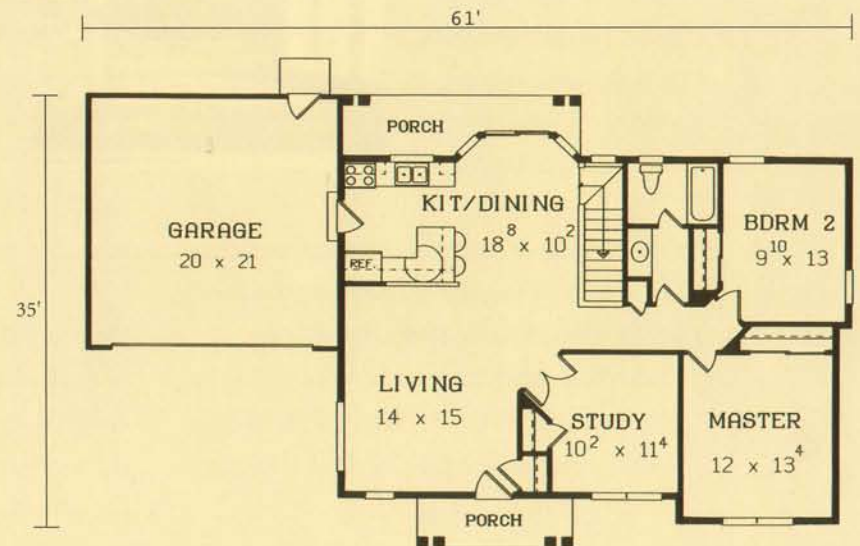 61'
PORCH
KIT/DINING
18⁸ x 10²
GARAGE
20 x 21
REF.
BDRM 2
9¹⁰ x 13
35'
LIVING
14 x 15
STUDY
10² x 11⁴
MASTER
12 x 13⁴
PORCH